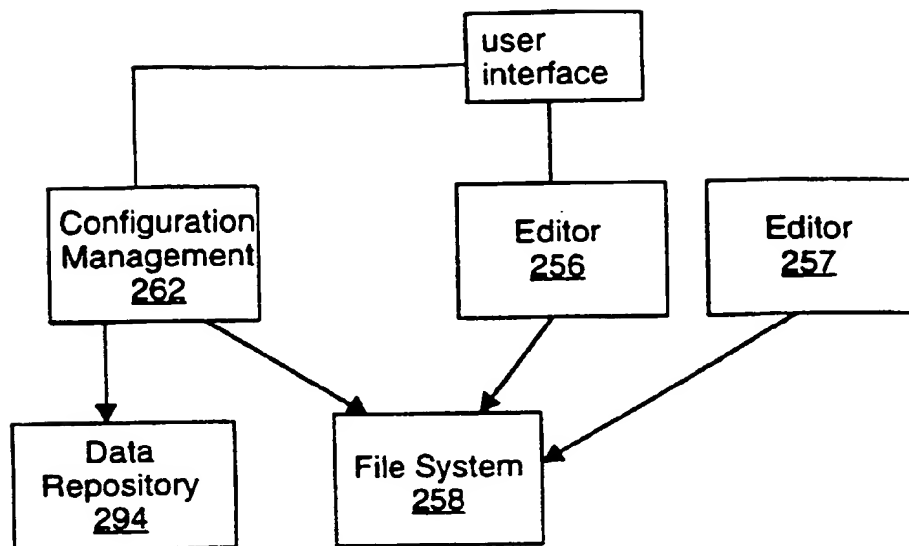 user
interface
Configuration
Management
262
Editor
256
Editor
257
Data
Repository
294
File System
258